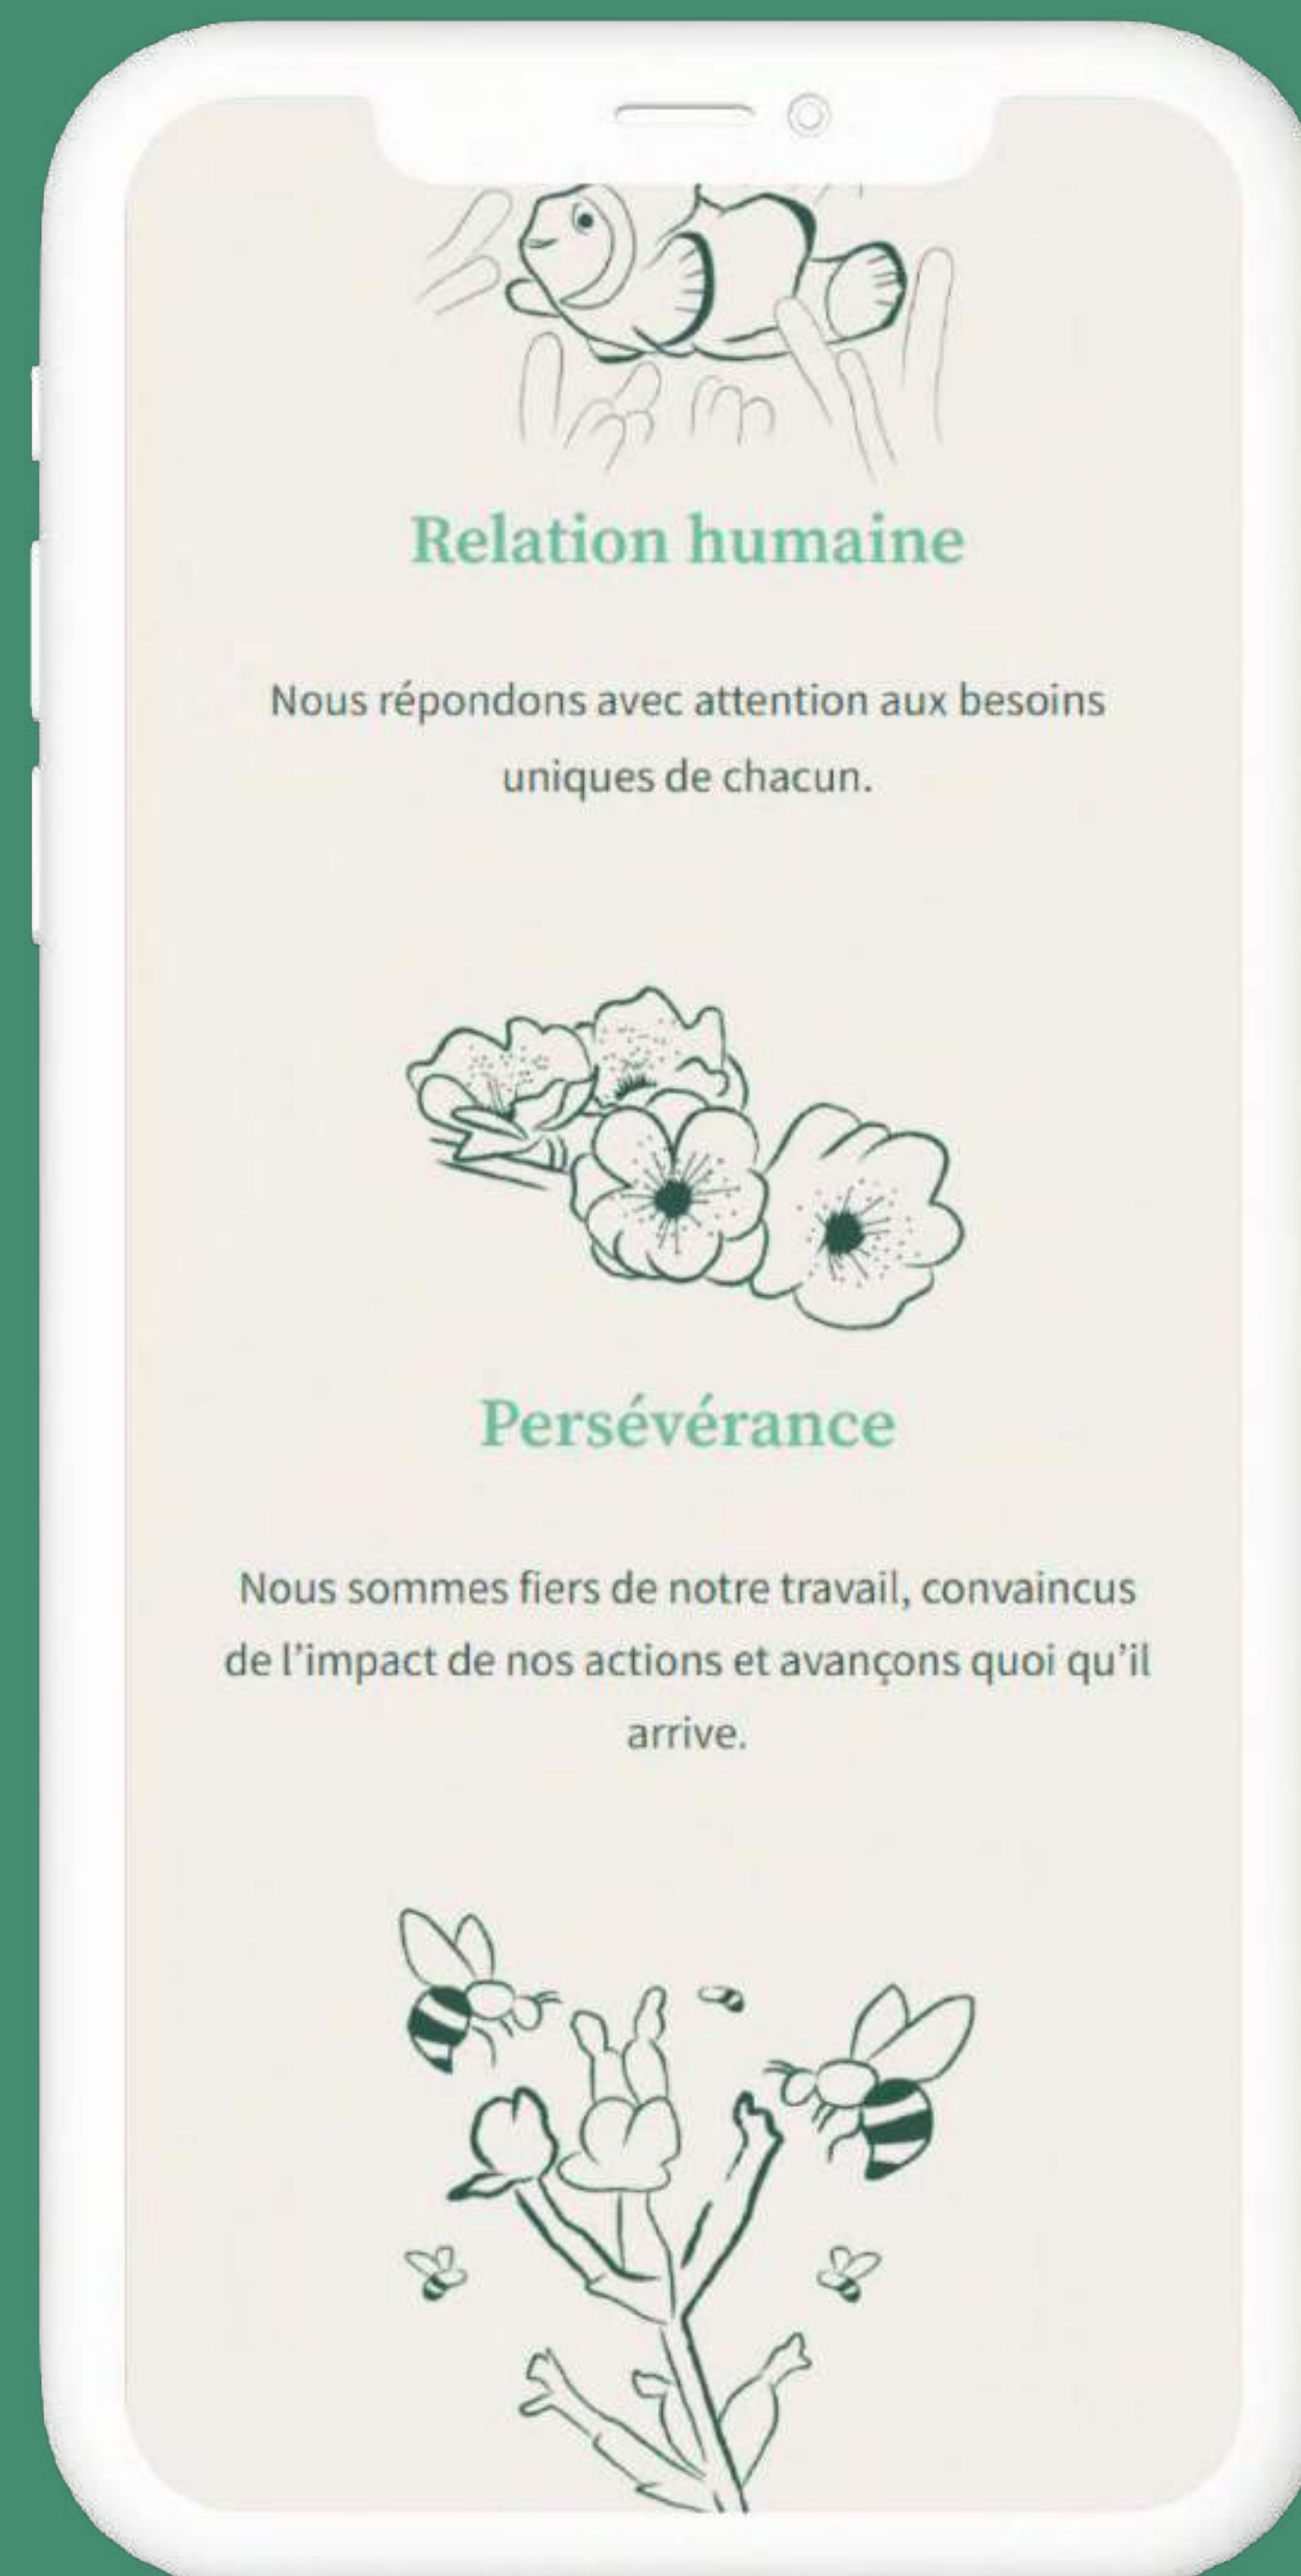 Relation humaine
Nous répondons avec attention aux besoins
uniques de chacun.
Persévérance
Nous sommes fiers de notre travail, convaincus
de l’impact de nos actions et avançons quoi qu’il
arrive.